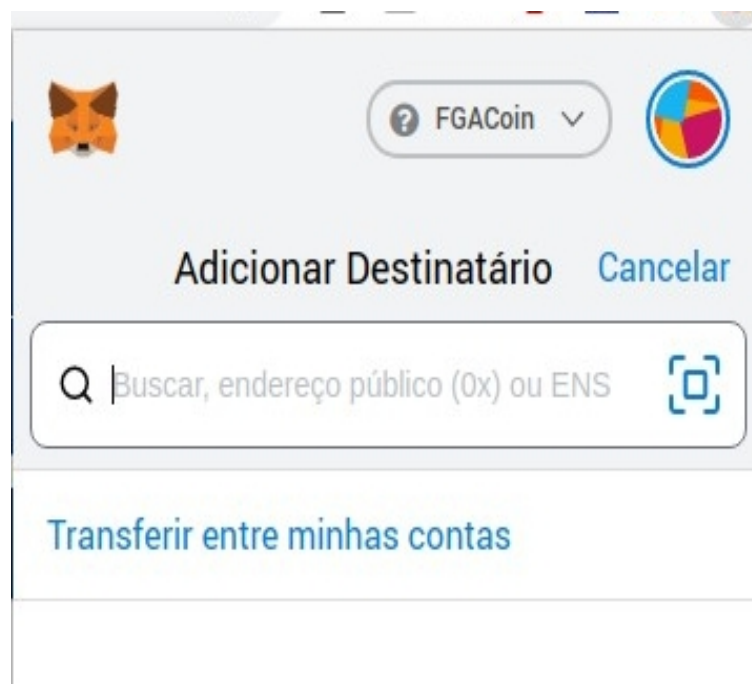 FGACoin
Adicionar Destinatário Cancelar
Buscar, endereço público (0x) ou ENS
Transferir entre minhas contas